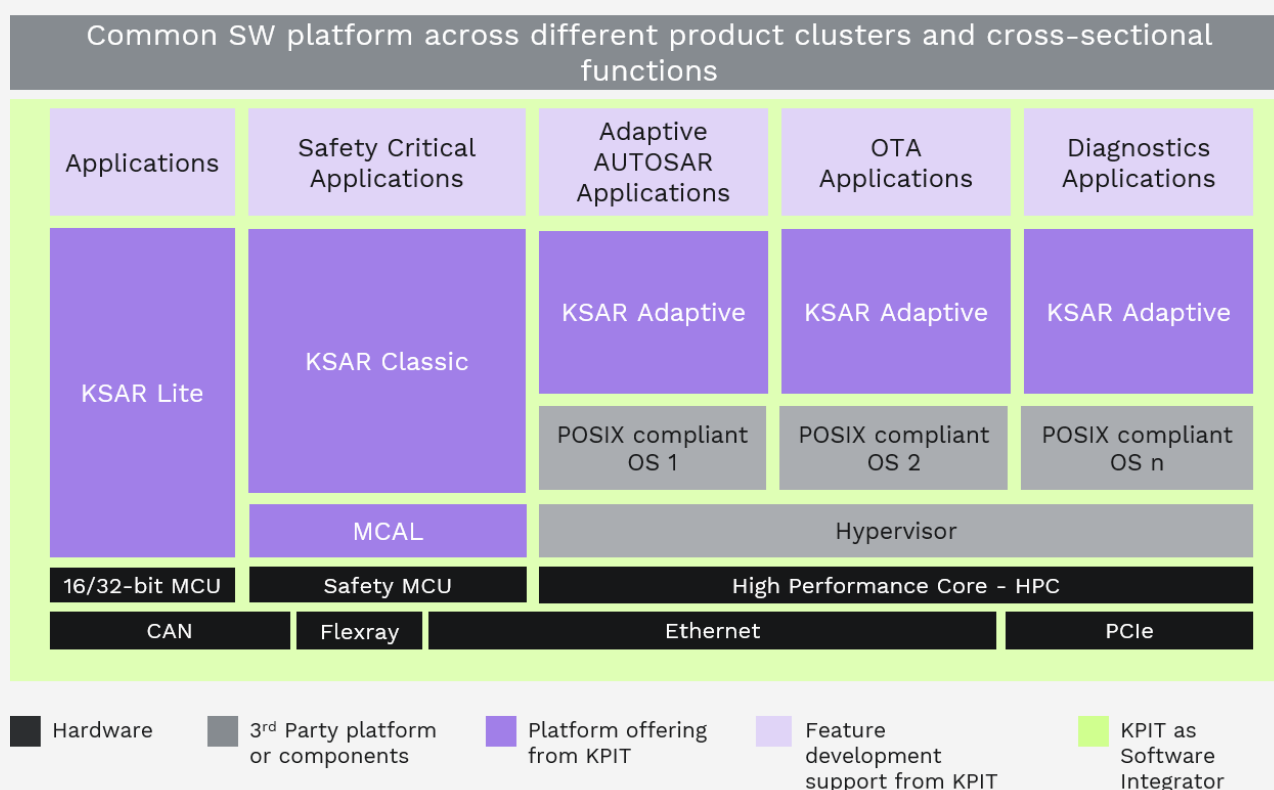 Common SW platform across different product clusters and cross-sectional
functions
Applications
Safety Critical
Applications
Adaptive
AUTOSAR
Applications
OTA
Applications
Diagnostics
Applications
KSAR Lite
KSAR Classic
KSAR Adaptive
KSAR Adaptive
KSAR Adaptive
POSIX compliant
OS 1
POSIX compliant
OS 2
POSIX compliant
OS n
MCAL
Hypervisor
16/32-bit MCU
Safety MCU
High Performance Core - HPC
CAN
Flexray
Ethernet
PCIe
Hardware
3rd Party platform
or components
Platform offering
from KPIT
Feature
development
support from KPIT
KPIT as
Software
Integrator